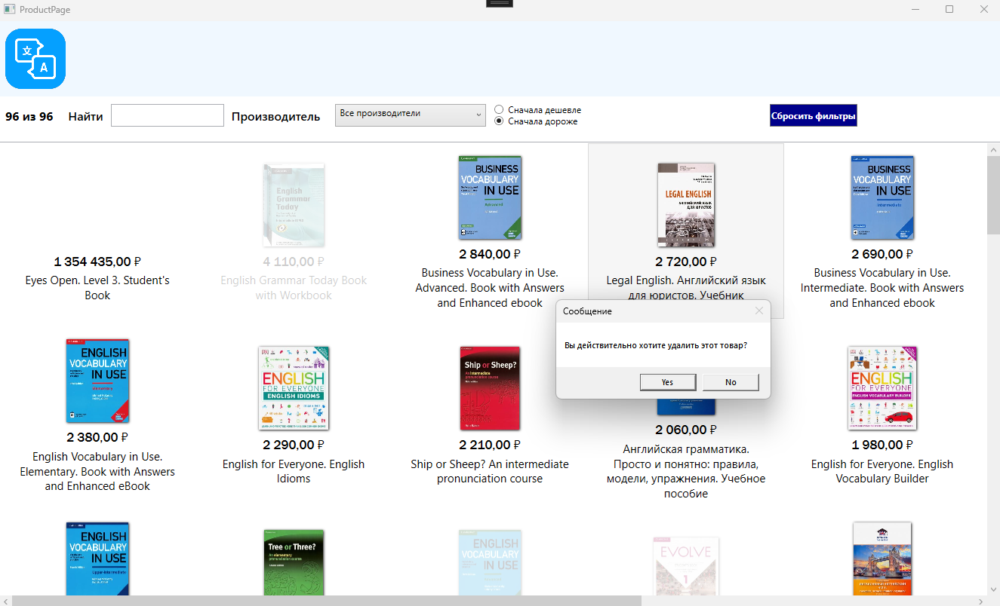 ProductPage
文
A
96 из 96
Найти
Производитель
Все производители
Сначала дешевле
Сначала дороже
Сбросить фильтры
English
Grammar
Today
1 354 435,00 ₽
Eyes Open. Level 3. Student's
Book
4 110,00 ₽
English Grammar Today Book
with Workbook
BUSINESS
VOCABULARY
IN USE
Advanced
2 840,00 ₽
Business Vocabulary in Use.
Advanced. Book with Answers
and Enhanced ebook
LEGAL ENGLISH
АНГЛИЙСКИЙ ЯЗЫК
ДЛЯ ЮРИСТОВ
2 720,00 ₽
Legal English. Английский язык
для юристов. Учебник
BUSINESS
VOCABULARY
IN USE
Intermediate
2 690,00 ₽
Business Vocabulary in Use.
Intermediate. Book with Answers
and Enhanced ebook
Сообщение
Вы действительно хотите удалить этот товар?
Yes
No
ENGLISH
VOCABULARY
IN USE
Elementary
2 380,00 ₽
English Vocabulary in Use.
Elementary. Book with Answers
and Enhanced eBook
ENGLISH
FOR EVERYONE
ENGLISH IDIOMS
2 290,00 ₽
English for Everyone. English
Idioms
Ship or Sheep?
An intermediate
pronunciation course
2 210,00 ₽
Ship or Sheep? An intermediate
pronunciation course
2 060,00 ₽
Английская грамматика.
Просто и понятно: правила,
модели, упражнения. Учебное
пособие
ENGLISH
FOR EVERYONE
ENGLISH VOCABULARY BUILDER
1 980,00 ₽
English for Everyone. English
Vocabulary Builder
ENGLISH
VOCABULARY
IN USE
Upper-intermediate
Tree or Three?
An elementary
pronunciation course
ENGLISH
VOCABULARY
IN USE
EVOLVE
1